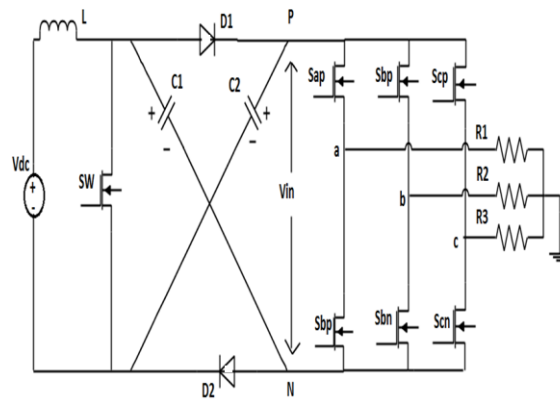 L
D1
P
C1
C2
Sap
Sbp
Scp
+
+
-
-
R1
a
Vdc
+
-
SW
Vin
R2
b
R3
c
Sbp
Sbn
Scn
D2
N